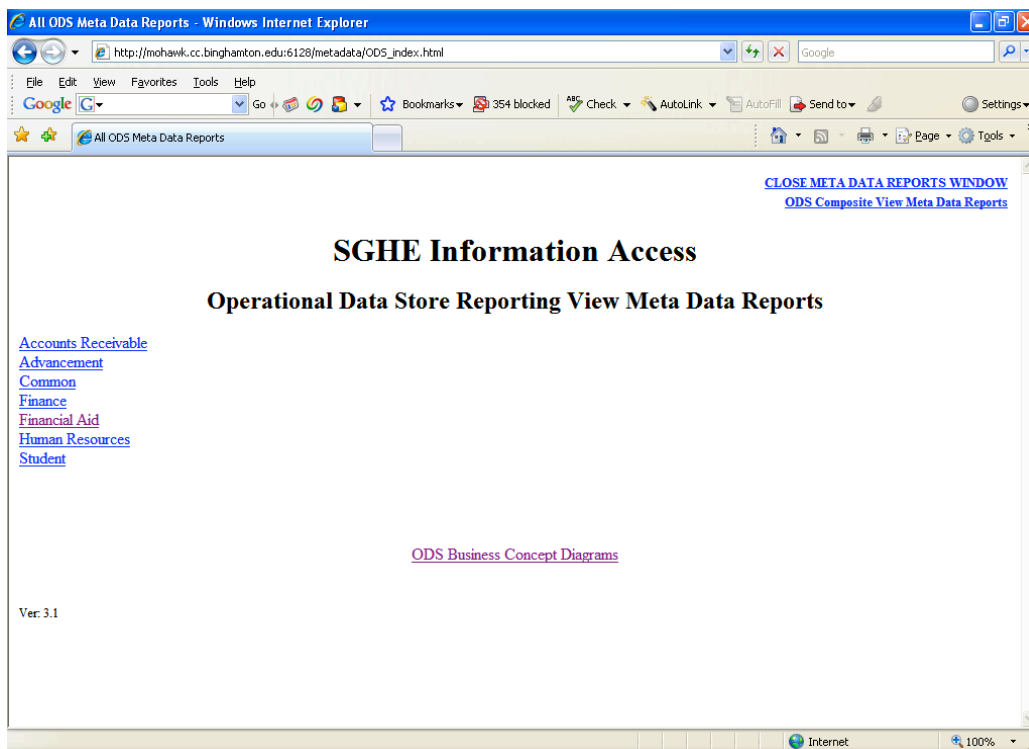 All ODS Meta Data Reports - Windows Internet Explorer
http://mohawk.cc.binghamton.edu:6128/metadata/ODS_index.html Google
File Edit View Favorites Tools Help
Google G Go Bookmarks 354 blocked ABC Check AutoLink AutoFill Send to Settings
All ODS Meta Data Reports Page Tools
CLOSE META DATA REPORTS WINDOW
ODS Composite View Meta Data Reports
SGHE Information Access
Operational Data Store Reporting View Meta Data Reports
Accounts Receivable
Advancement
Common
Finance
Financial Aid
Human Resources
Student
ODS Business Concept Diagrams
Ver: 3.1
Internet 100%